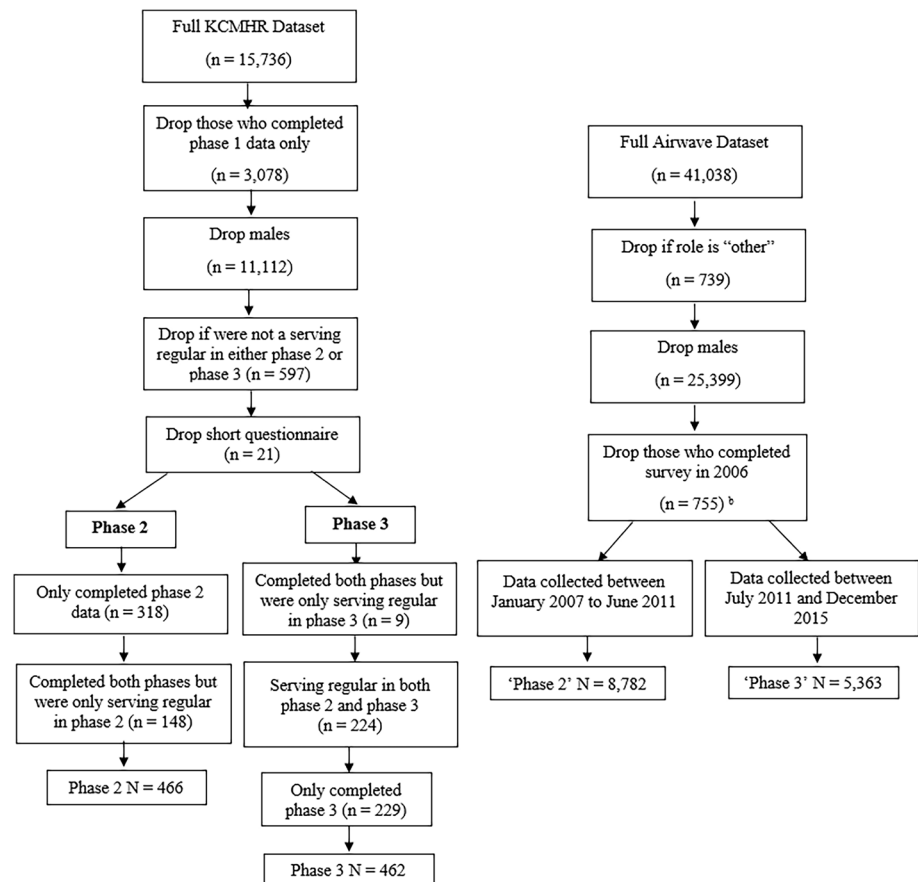 Full KCMHR Dataset
(n = 15,736)
Drop those who completed
phase 1 data only
(n = 3,078)
Drop males
(n = 11,112)
Drop if were not a serving
regular in either phase 2 or
phase 3 (n = 597)
Drop short questionnaire
(n = 21)
Phase 2
Only completed phase 2
data (n = 318)
Completed both phases but
were only serving regular
in phase 2 (n = 148)
Phase 2 N = 466
Phase 3
Completed both phases but
were only serving regular
in phase 3 (n = 9)
Serving regular in both
phase 2 and phase 3
(n = 224)
Only completed
phase 3 (n = 229)
Phase 3 N = 462
Full Airwave Dataset
(n = 41,038)
Drop if role is “other”
(n = 739)
Drop males
(n = 25,399)
Drop those who completed
survey in 2006
(n = 755) b
Data collected between
January 2007 to June 2011
‘Phase 2’ N = 8,782
Data collected between
July 2011 and December
2015
‘Phase 3’ N = 5,363